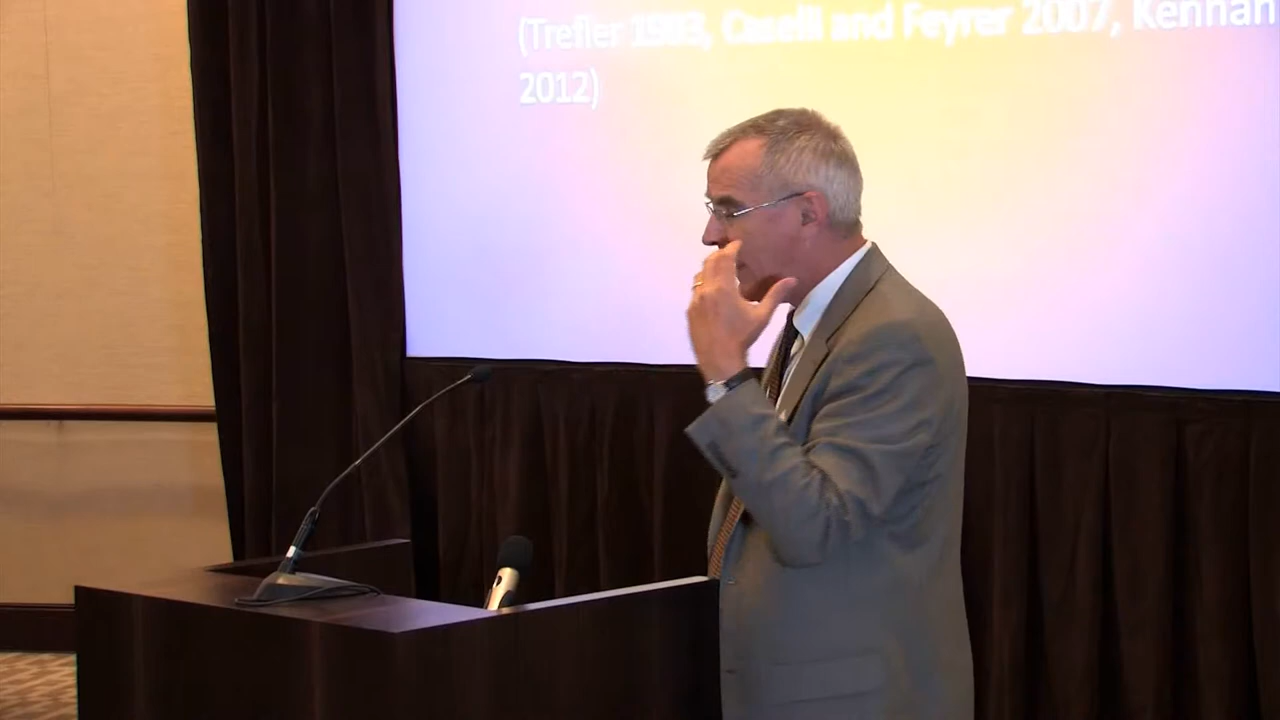 (Trefler 1993, Caselli and Feyrer 2007, Kennan
2012)